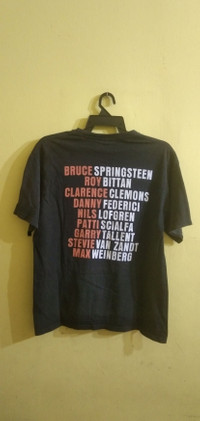 BRUCE SPRINGSTEEN
ROY BITTAN
CLARENCE CLEMONS
DANNY FEDERICI
NILS LOFGREN
PATTI SCIALFA
GARRY TALLENT
STEVIE VAN ZANDT
MAX WEINBERG